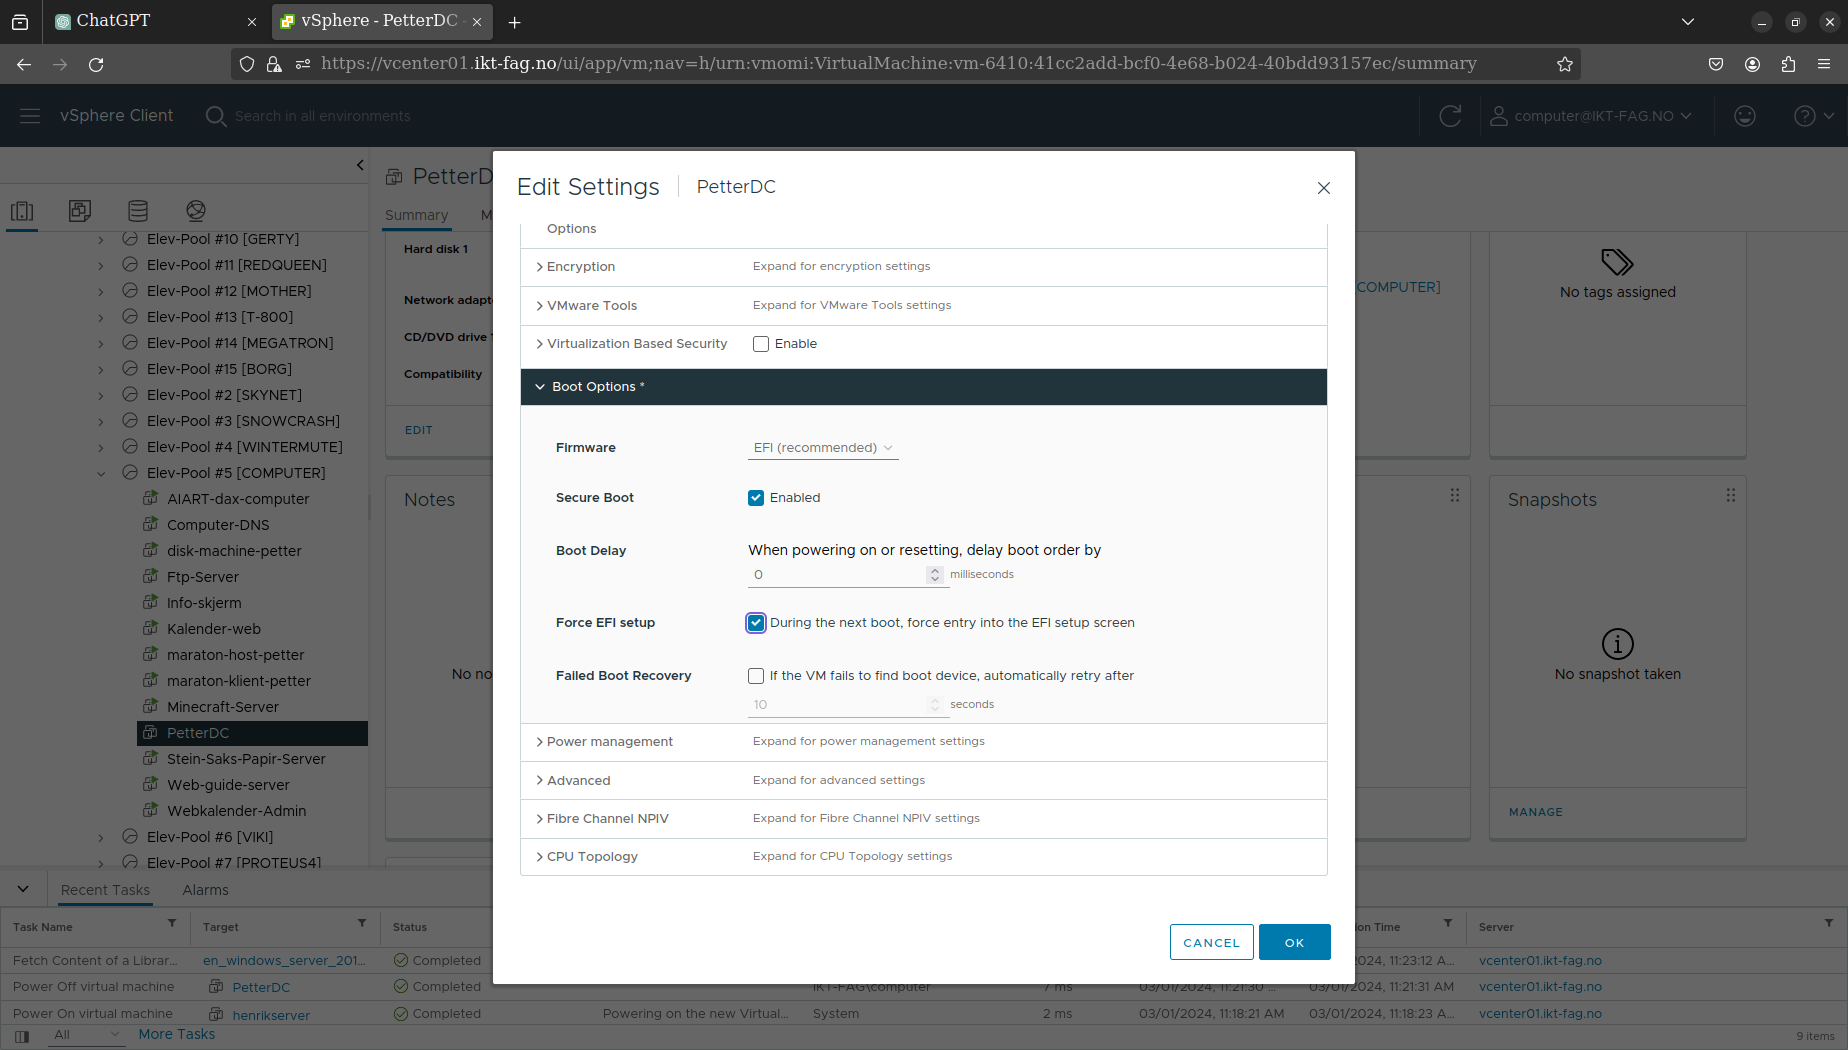 ChatGPT
vSphere - PetterDC -
https://vcenter01.ikt-fag.no/ui/app/vm;nav=h/urn:vmomi:VirtualMachine:vm-6410:41cc2add-bcf0-4e68-b024-40bdd93157ec/summary
vSphere Client
Search in all environments
computer@IKT-FAG.NO
Elev-Pool #10 [GERTY]
Elev-Pool #11 [REDQUEEN]
Elev-Pool #12 [MOTHER]
Elev-Pool #13 [T-800]
Elev-Pool #14 [MEGATRON]
Elev-Pool #15 [BORG]
Elev-Pool #2 [SKYNET]
Elev-Pool #3 [SNOWCRASH]
Elev-Pool #4 [WINTERMUTE]
Elev-Pool #5 [COMPUTER]
AIART-dax-computer
Computer-DNS
disk-machine-petter
Ftp-Server
Info-skjerm
Kalender-web
maraton-host-petter
maraton-klient-petter
Minecraft-Server
PetterDC
Stein-Saks-Papir-Server
Web-guide-server
Webkalender-Admin
Elev-Pool #6 [VIKI]
Elev-Pool #7 [PROTEUS4]
PetterD
Summary
M
Hard disk 1
Network adapt
CD/DVD drive 1
Compatibility
EDIT
Notes
No no
Edit Settings
PetterDC
Options
Encryption
Expand for encryption settings
VMware Tools
Expand for VMware Tools settings
Virtualization Based Security
Enable
Boot Options *
Firmware
EFI (recommended)
Secure Boot
Enabled
Boot Delay
When powering on or resetting, delay boot order by
0
milliseconds
Force EFI setup
During the next boot, force entry into the EFI setup screen
Failed Boot Recovery
If the VM fails to find boot device, automatically retry after
10
seconds
Power management
Expand for power management settings
Advanced
Expand for advanced settings
Fibre Channel NPIV
Expand for Fibre Channel NPIV settings
CPU Topology
Expand for CPU Topology settings
CANCEL
OK
COMPUTER]
No tags assigned
Snapshots
No snapshot taken
MANAGE
Recent Tasks
Alarms
Task Name
Target
Status
on Time
Server
Fetch Content of a Librar...
en_windows_server_201...
Completed
/2024, 11:23:12 A...
vcenter01.ikt-fag.no
Power Off virtual machine
PetterDC
Completed
IKT-FAG\computer
7 ms
03/01/2024, 11:21:30 ...
03/01/2024, 11:21:31 AM
vcenter01.ikt-fag.no
Power On virtual machine
henrikserver
Completed
Powering on the new Virtual...
System
2 ms
03/01/2024, 11:18:21 AM
03/01/2024, 11:18:23 A...
vcenter01.ikt-fag.no
All
More Tasks
9 items